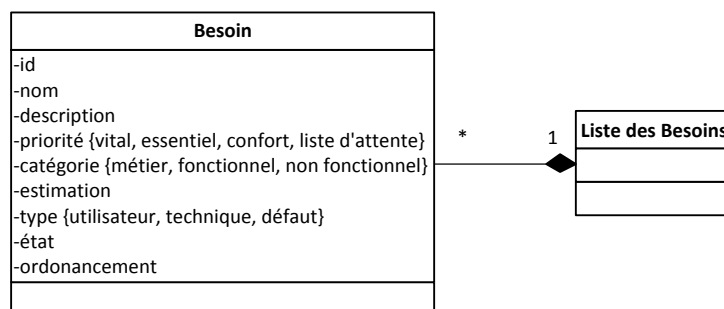 Besoin
-id
-nom
-description
-priorité {vital, essentiel, confort, liste d'attente}
-catégorie {métier, fonctionnel, non fonctionnel}
-estimation
-type {utilisateur, technique, défaut}
-état
-ordonancement
*
1
Liste des Besoins